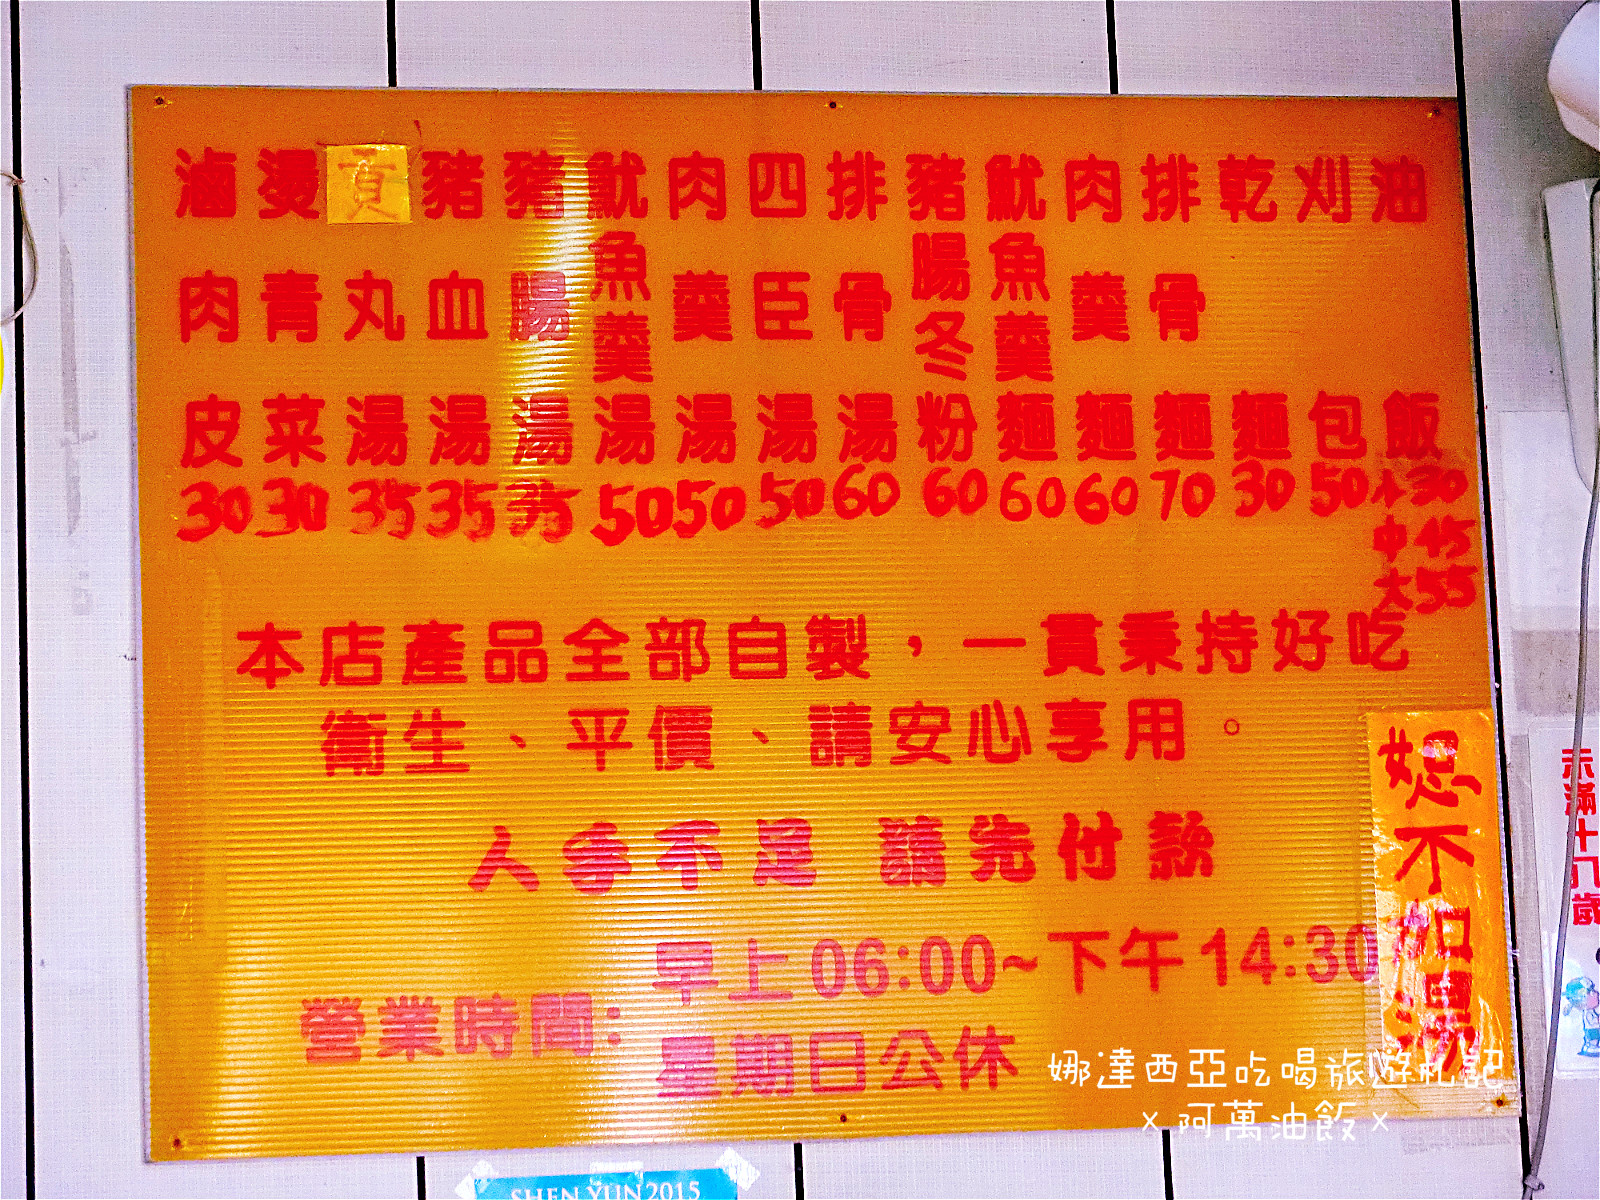 油飯 小30 中45 大55
刈包 50
乾麵 30
排骨麵 70
肉羹麵 60
魷魚羹麵 60
豬腸冬粉 60
排骨湯 60
四臣湯 50
肉羹湯 50
魷魚羹湯 50
豬腸湯 35
豬血湯 35
貢丸湯 35
燙青菜 30
滷肉皮 30
本店產品全部自製，一貫秉持好吃
衛生、平價、請安心享用。
人手不足 請先付款
營業時間:
早上06:00~下午14:30
星期日公休
恕不加湯
未滿十八歲
SHEN YUN 2015
娜達西亞吃喝旅遊札記
×阿萬油飯×